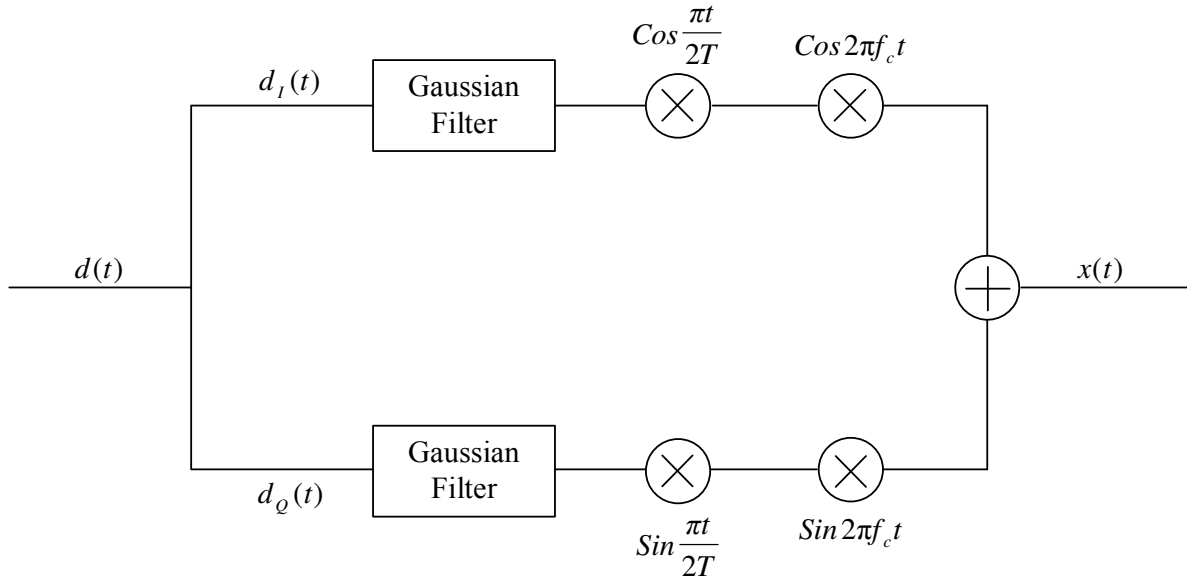 Cos πt/2T
Cos 2πf_c t
d_I(t)
Gaussian
Filter
d(t)
x(t)
Gaussian
Filter
d_Q(t)
Sin πt/2T
Sin 2πf_c t